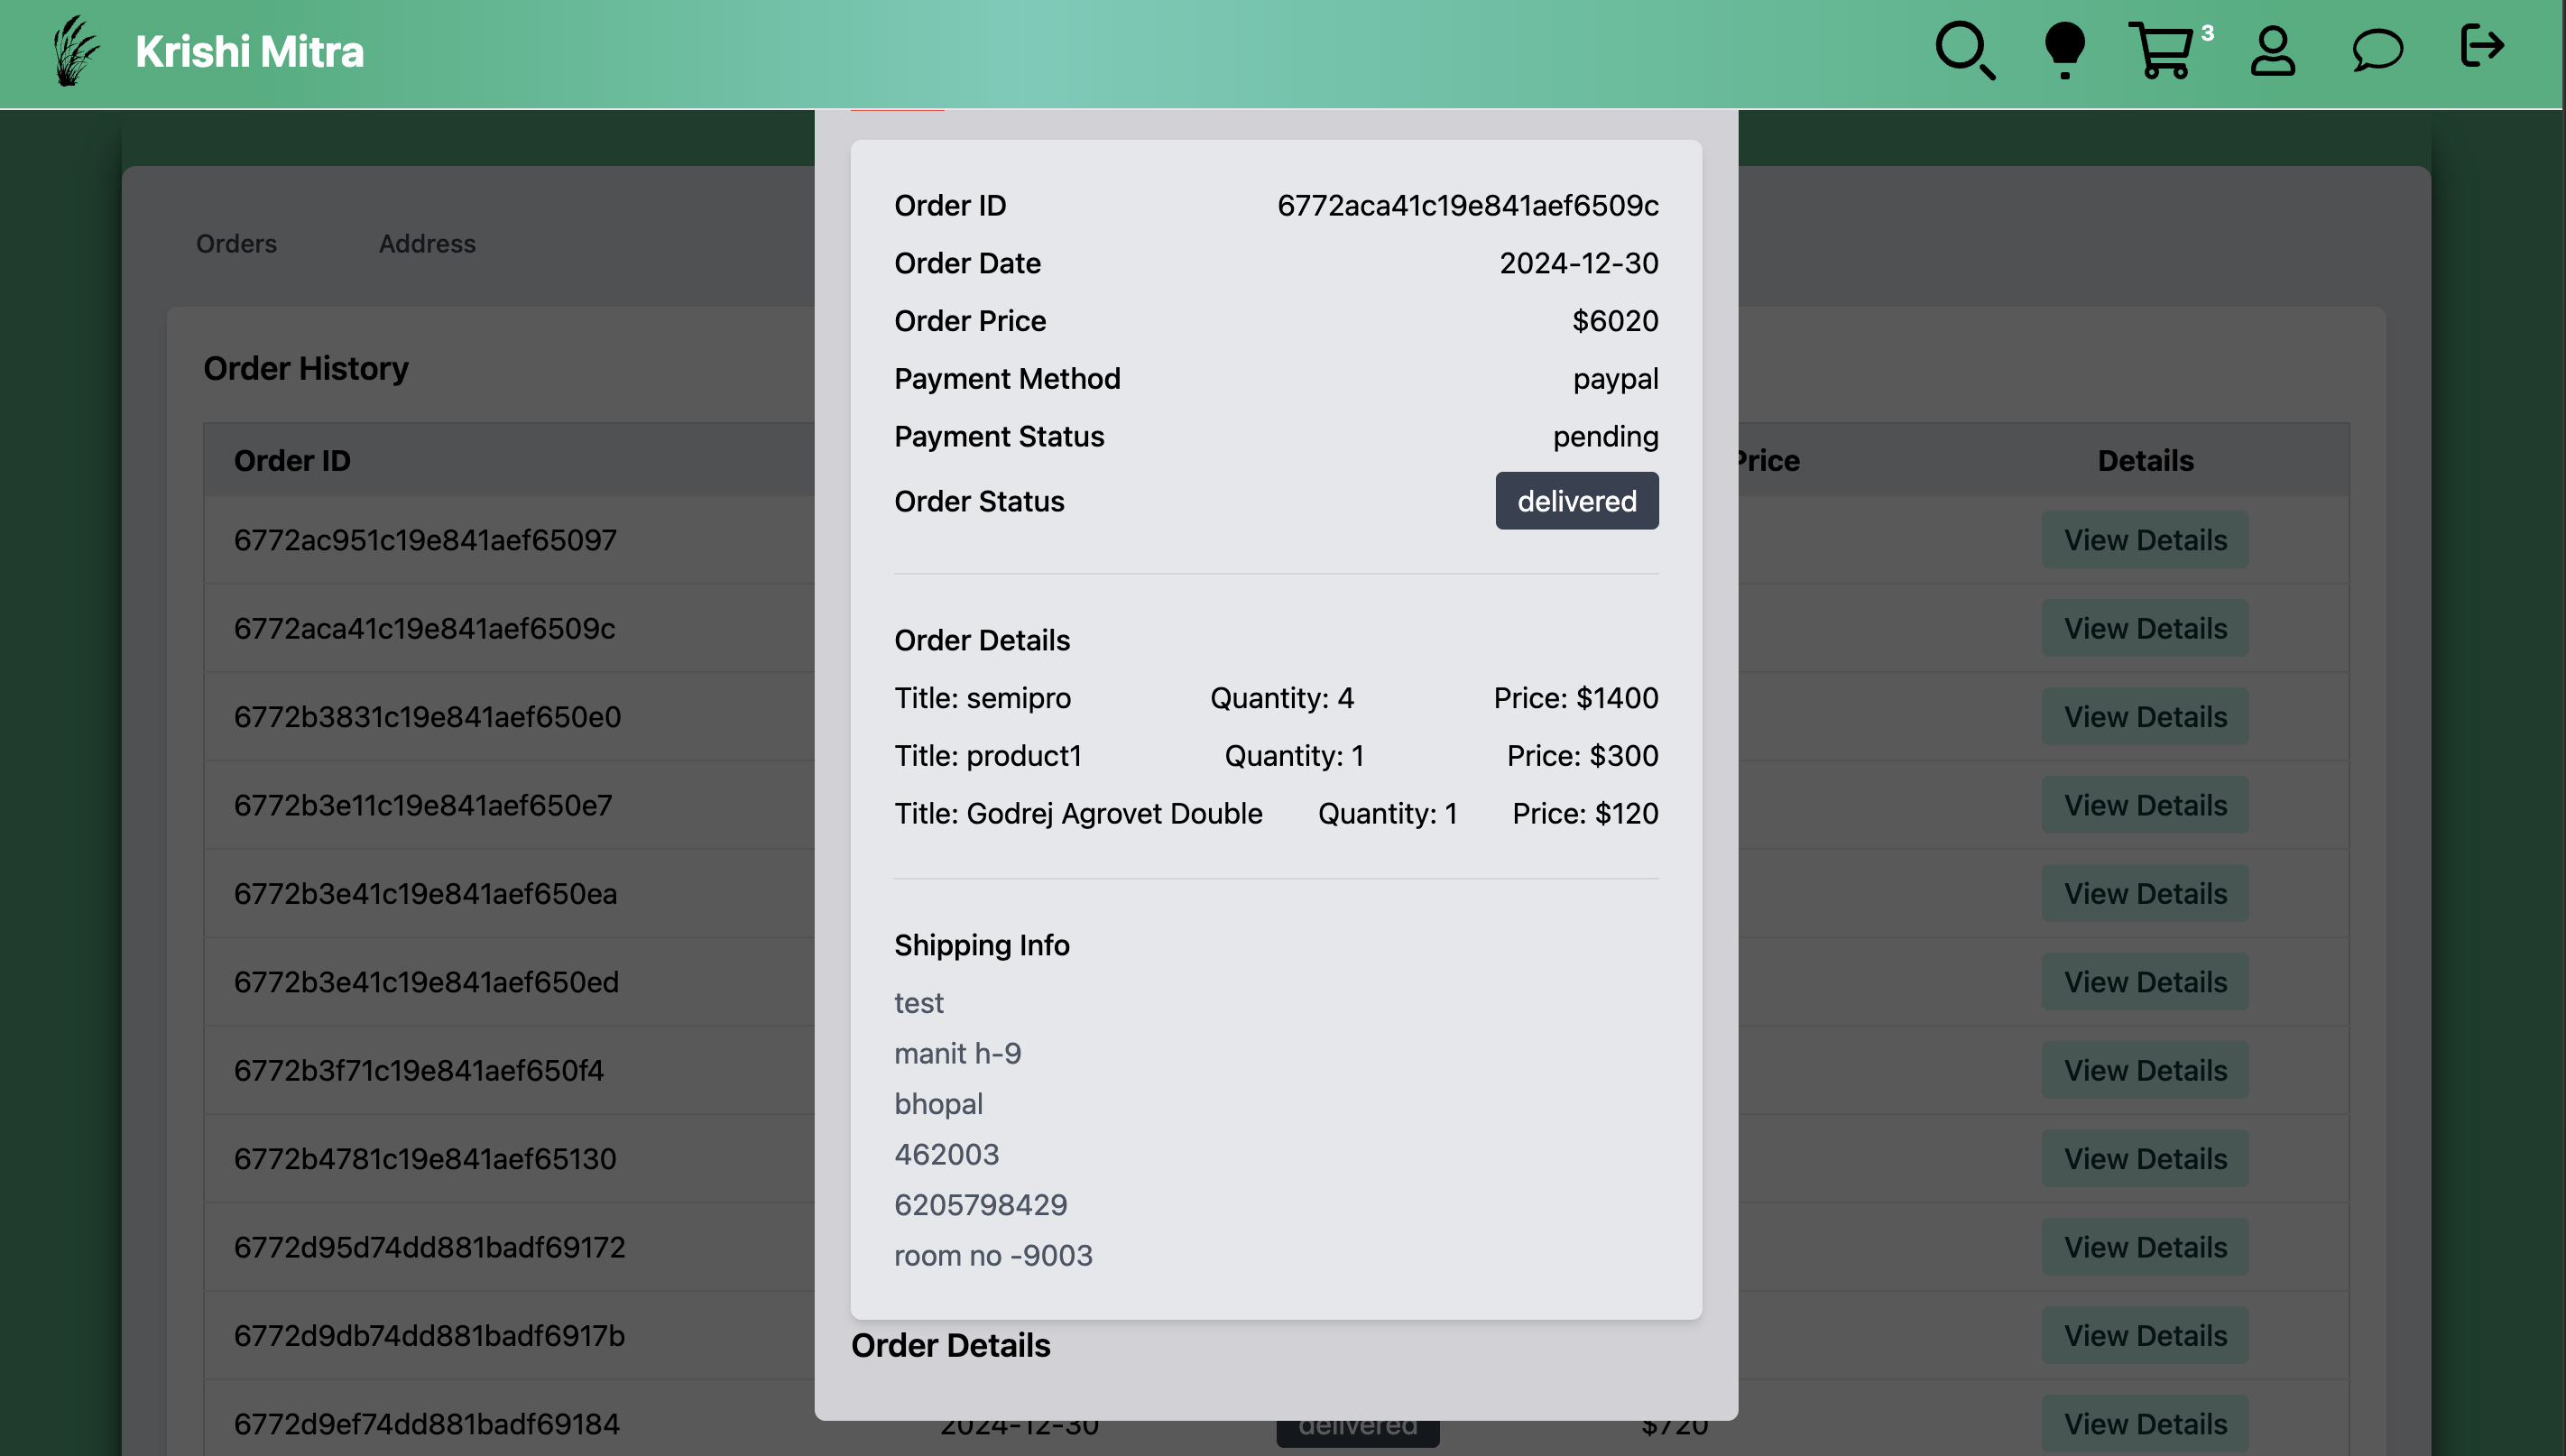 Krishi Mitra
3
Orders Address
Order History
Order ID Price Details
6772ac951c19e841aef65097 View Details
6772aca41c19e841aef6509c View Details
6772b3831c19e841aef650e0 View Details
6772b3e11c19e841aef650e7 View Details
6772b3e41c19e841aef650ea View Details
6772b3e41c19e841aef650ed View Details
6772b3f71c19e841aef650f4 View Details
6772b4781c19e841aef65130 View Details
6772d95d74dd881badf69172 View Details
6772d9db74dd881badf6917b View Details
6772d9ef74dd881badf69184 2024-12-30 delivered $720 View Details
Order ID 6772aca41c19e841aef6509c
Order Date 2024-12-30
Order Price $6020
Payment Method paypal
Payment Status pending
Order Status delivered
Order Details
Title: semipro Quantity: 4 Price: $1400
Title: product1 Quantity: 1 Price: $300
Title: Godrej Agrovet Double Quantity: 1 Price: $120
Shipping Info
test
manit h-9
bhopal
462003
6205798429
room no -9003
Order Details